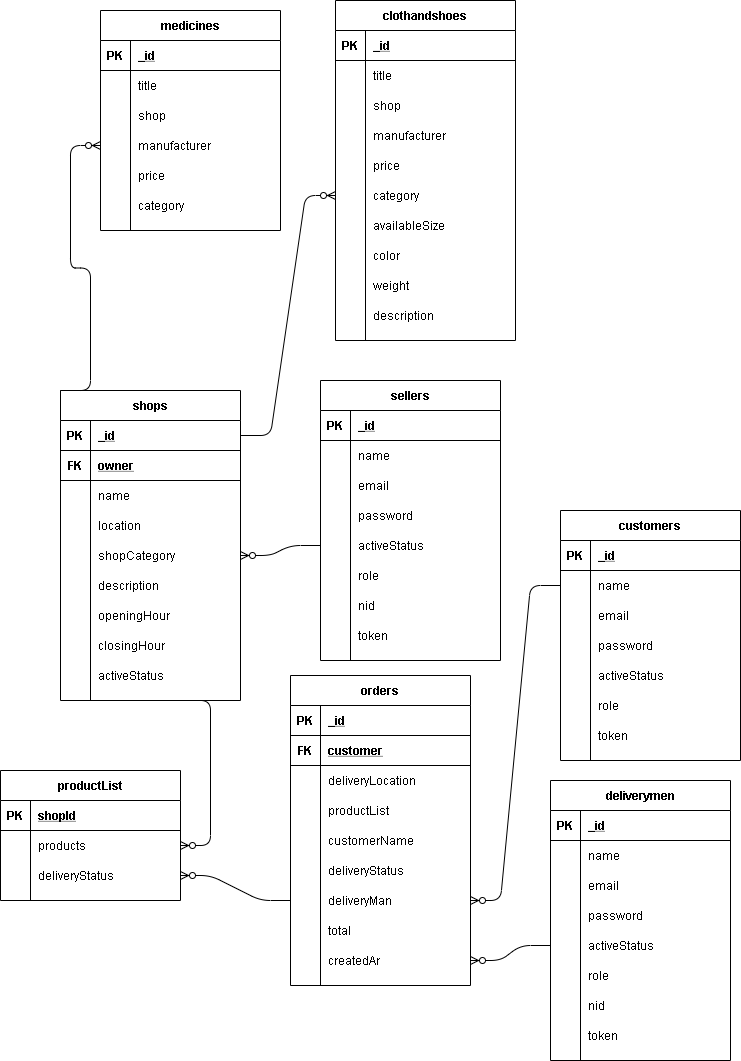 medicines
PK _id
title
shop
manufacturer
price
category
clothandshoes
PK _id
title
shop
manufacturer
price
category
availableSize
color
weight
description
shops
PK _id
FK owner
name
location
shopCategory
description
openingHour
closingHour
activeStatus
sellers
PK _id
name
email
password
activeStatus
role
nid
token
customers
PK _id
name
email
password
activeStatus
role
token
orders
PK _id
FK customer
deliveryLocation
productList
customerName
deliveryStatus
deliveryMan
total
createdAr
productList
PK shopId
products
deliveryStatus
deliverymen
PK _id
name
email
password
activeStatus
role
nid
token